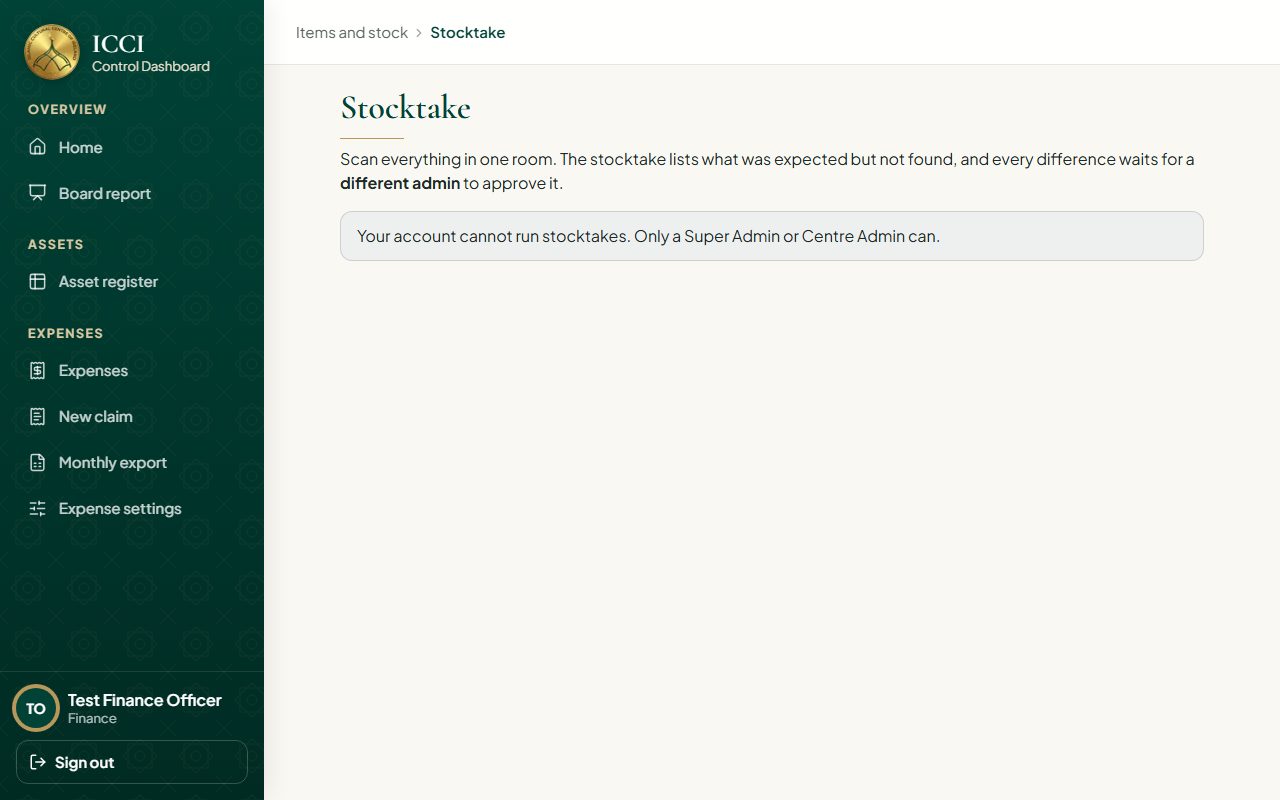 ICCI
Control Dashboard
OVERVIEW
Home
Board report
ASSETS
Asset register
EXPENSES
Expenses
New claim
Monthly export
Expense settings
TO
Test Finance Officer
Finance
Sign out
Items and stock > Stocktake
Stocktake
Scan everything in one room. The stocktake lists what was expected but not found, and every difference waits for a
different admin to approve it.
Your account cannot run stocktakes. Only a Super Admin or Centre Admin can.